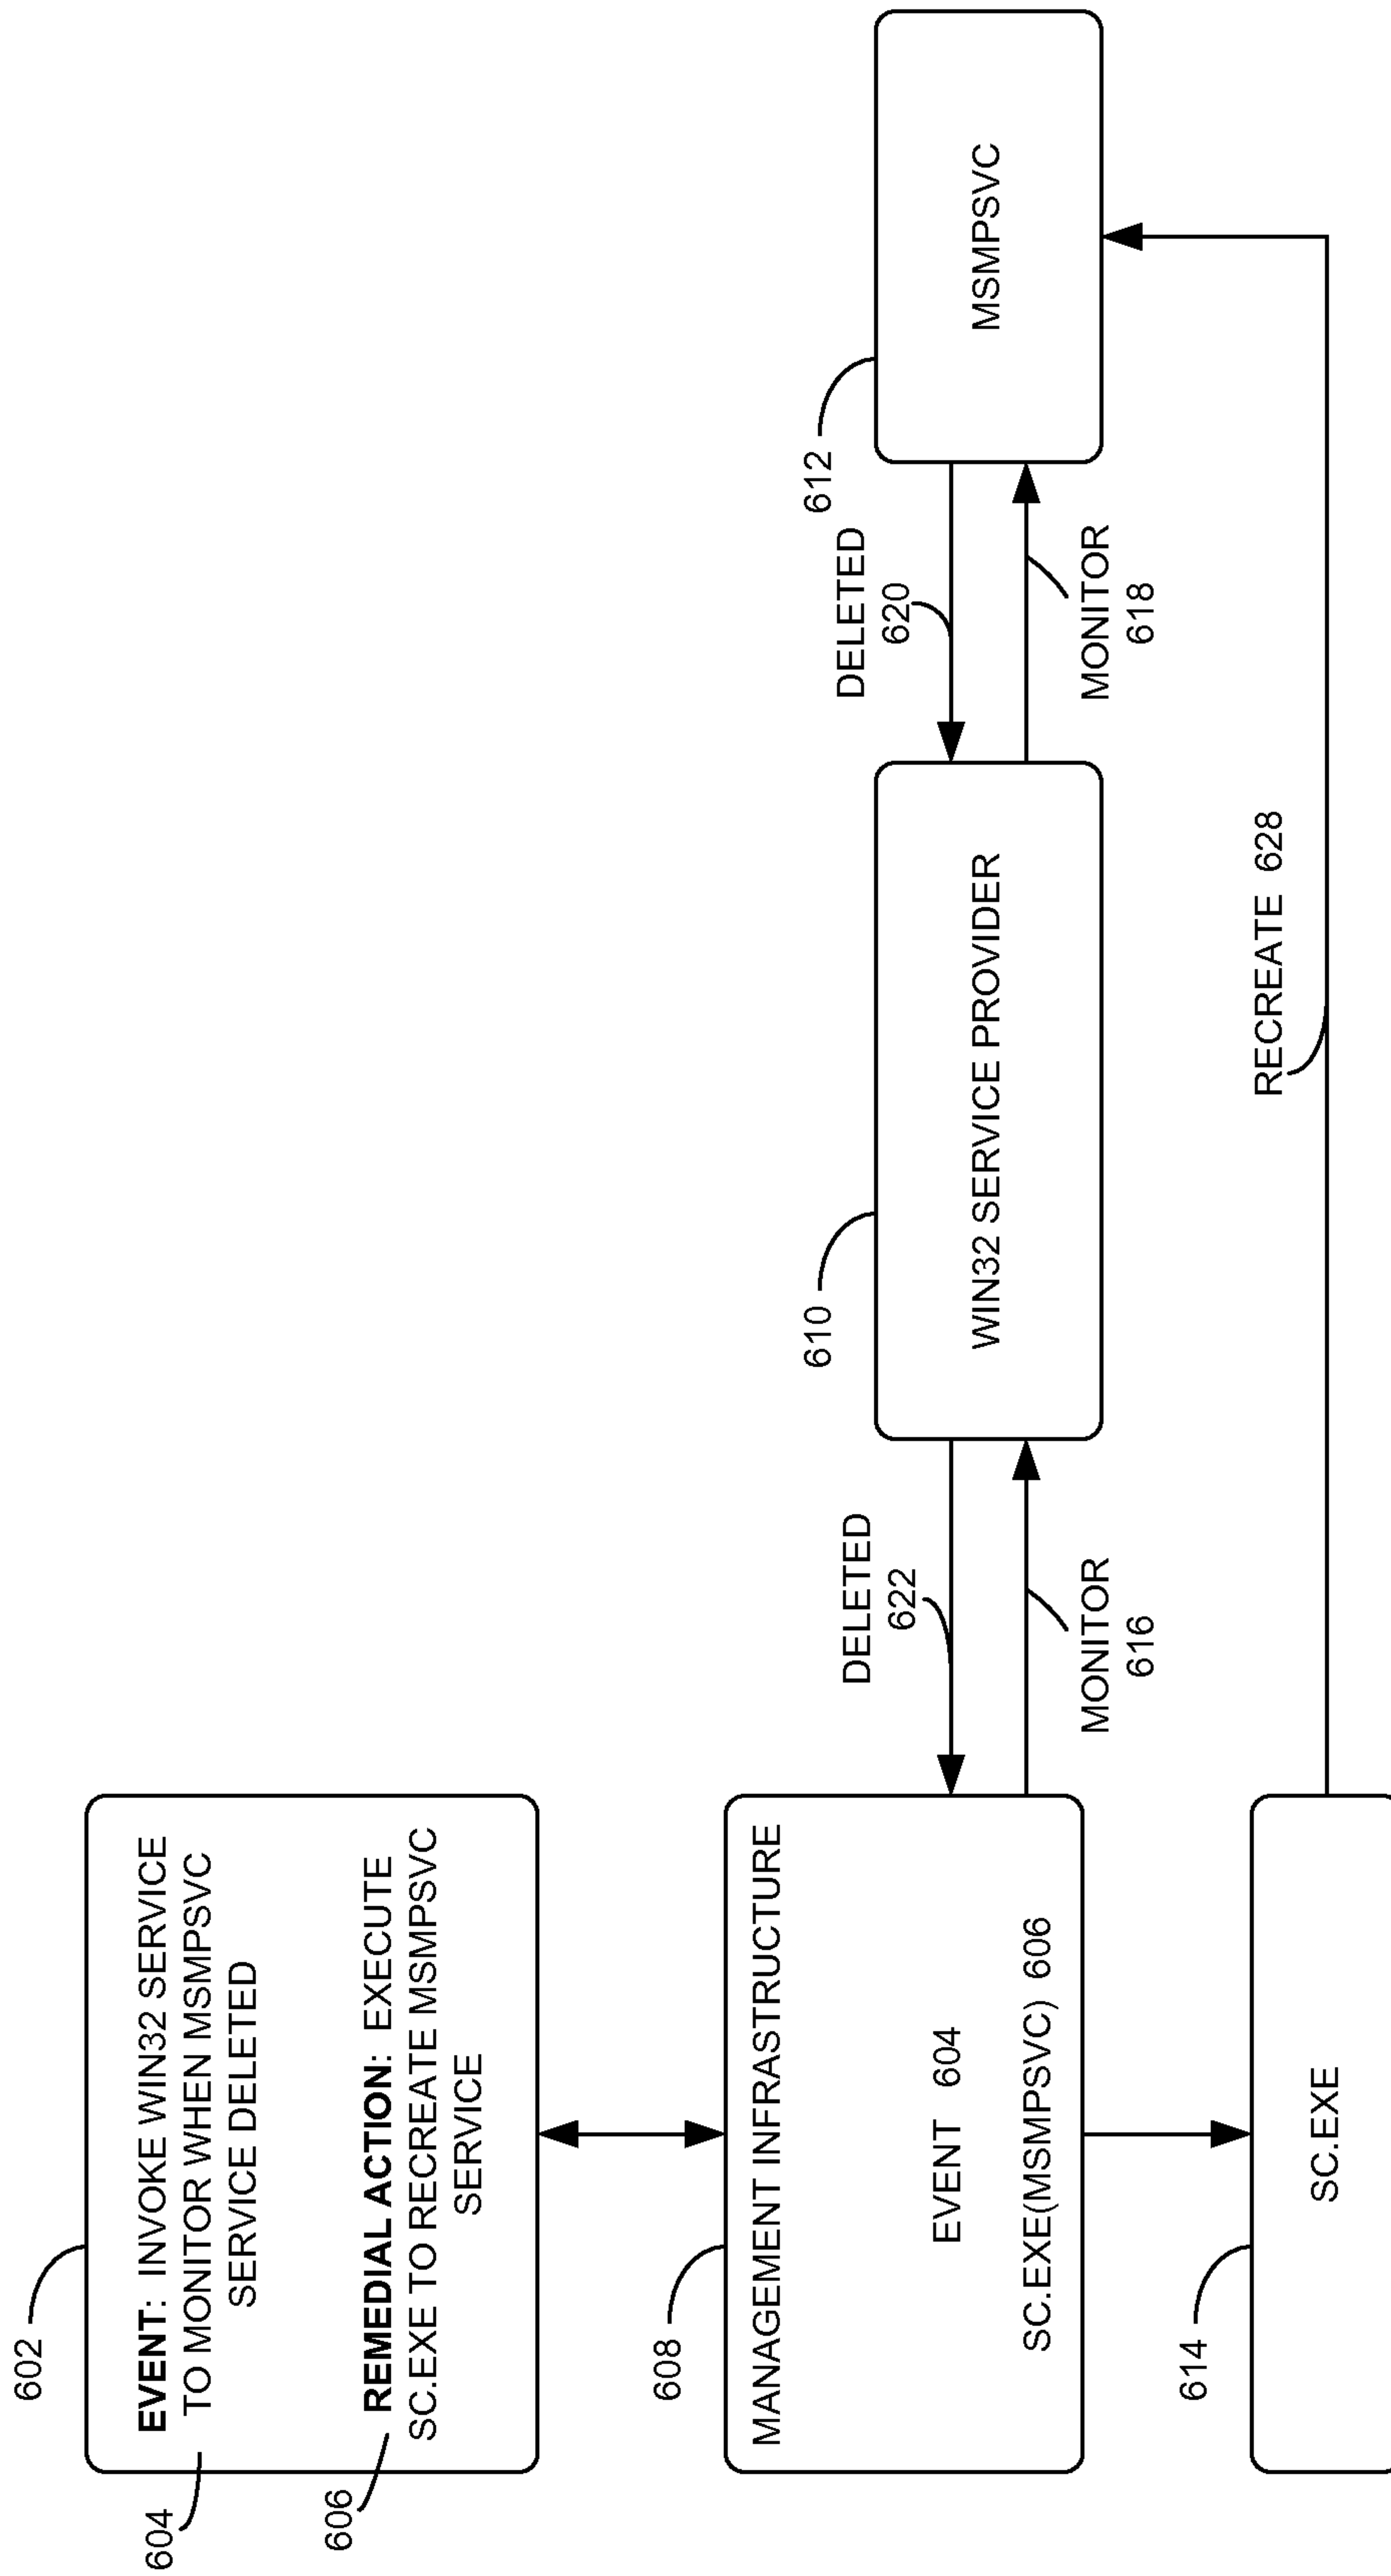 602
EVENT: INVOKE WIN32 SERVICE
TO MONITOR WHEN MSMPSVC
SERVICE DELETED
604
REMEDIAL ACTION: EXECUTE
SC.EXE TO RECREATE MSMPSVC
SERVICE
606
608
MANAGEMENT INFRASTRUCTURE
EVENT 604
SC.EXE(MSMPSVC) 606
DELETED
622
MONITOR
616
610
WIN32 SERVICE PROVIDER
DELETED
620
MONITOR
618
612
MSMPSVC
614
SC.EXE
RECREATE 628